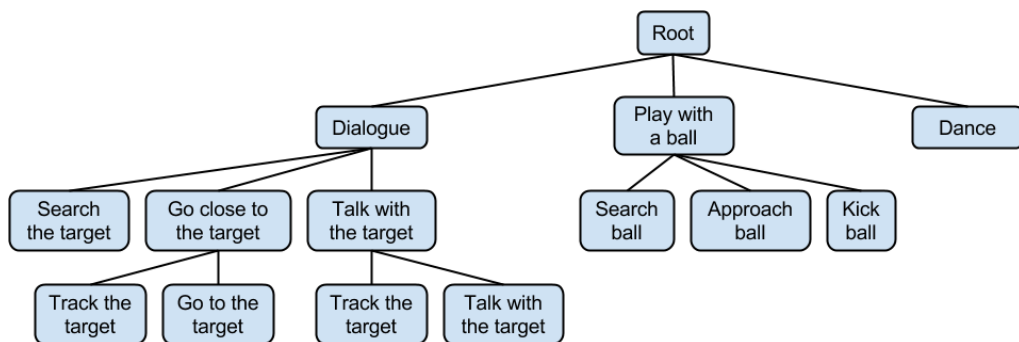 Root
Dialogue
Play with
a ball
Dance
Search
the target
Go close to
the target
Talk with
the target
Search
ball
Approach
ball
Kick
ball
Track the
target
Go to the
target
Track the
target
Talk with
the target